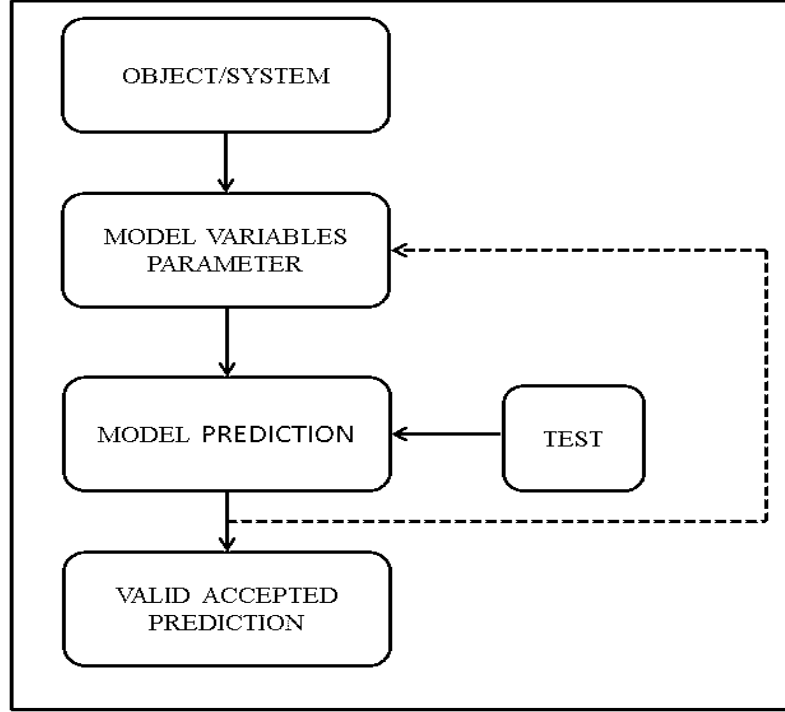 OBJECT/SYSTEM
MODEL VARIABLES
PARAMETER
MODEL PREDICTION
TEST
VALID ACCEPTED
PREDICTION